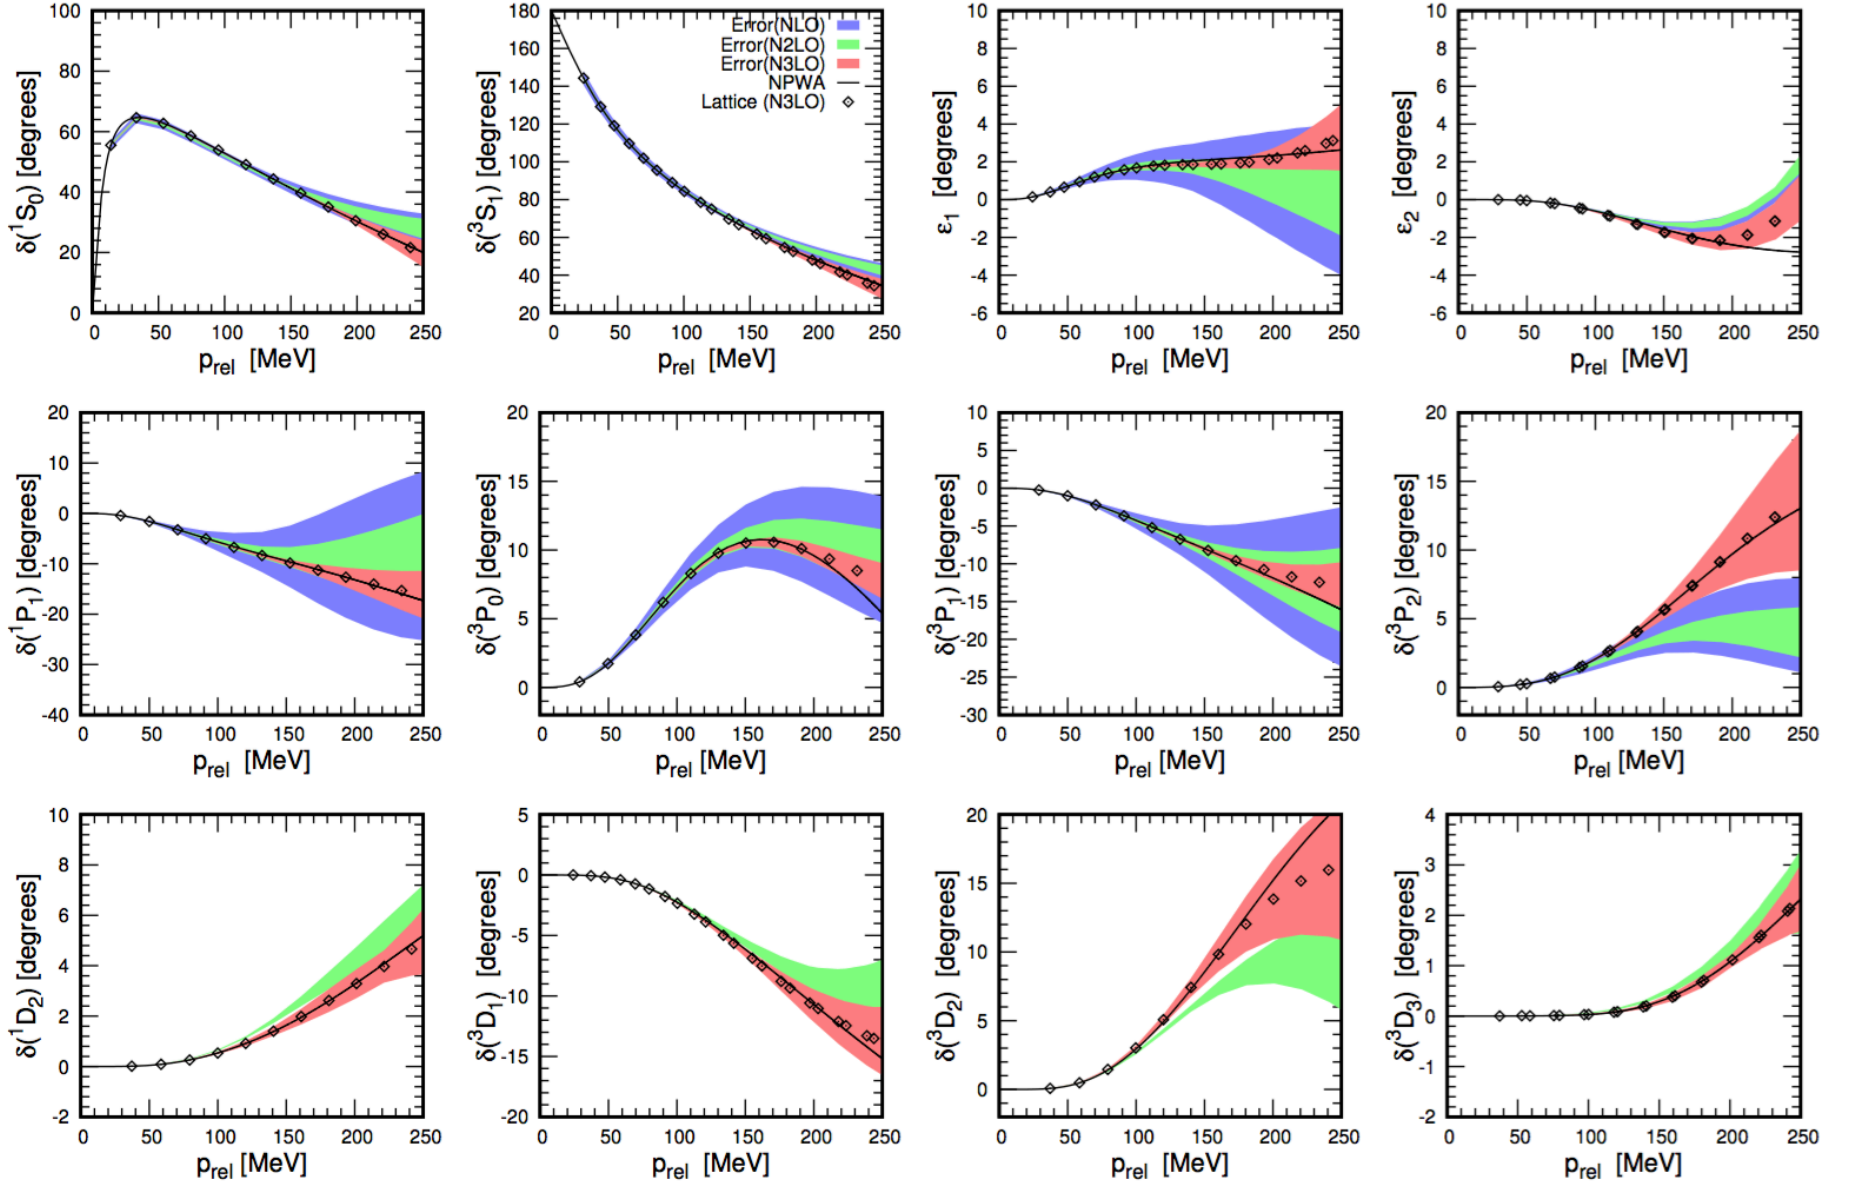 δ(¹S₀) [degrees]
100
80
60
40
20
0
0 50 100 150 200 250
p_rel [MeV]
δ(³S₁) [degrees]
180
160
140
120
100
80
60
40
20
Error(NLO)
Error(N2LO)
Error(N3LO)
NPWA
Lattice (N3LO)
0 50 100 150 200 250
p_rel [MeV]
ε₁ [degrees]
10
8
6
4
2
0
-2
-4
-6
0 50 100 150 200 250
p_rel [MeV]
ε₂ [degrees]
10
8
6
4
2
0
-2
-4
-6
0 50 100 150 200 250
p_rel [MeV]
δ(¹P₁) [degrees]
20
10
0
-10
-20
-30
-40
0 50 100 150 200 250
p_rel [MeV]
δ(³P₀) [degrees]
20
15
10
5
0
0 50 100 150 200 250
p_rel [MeV]
δ(³P₁) [degrees]
10
5
0
-5
-10
-15
-20
-25
-30
0 50 100 150 200 250
p_rel [MeV]
δ(³P₂) [degrees]
20
15
10
5
0
0 50 100 150 200 250
p_rel [MeV]
δ(¹D₂) [degrees]
10
8
6
4
2
0
-2
0 50 100 150 200 250
p_rel [MeV]
δ(³D₁) [degrees]
5
0
-5
-10
-15
-20
0 50 100 150 200 250
p_rel [MeV]
δ(³D₂) [degrees]
20
15
10
5
0
0 50 100 150 200 250
p_rel [MeV]
δ(³D₃) [degrees]
4
3
2
1
0
-1
-2
0 50 100 150 200 250
p_rel [MeV]